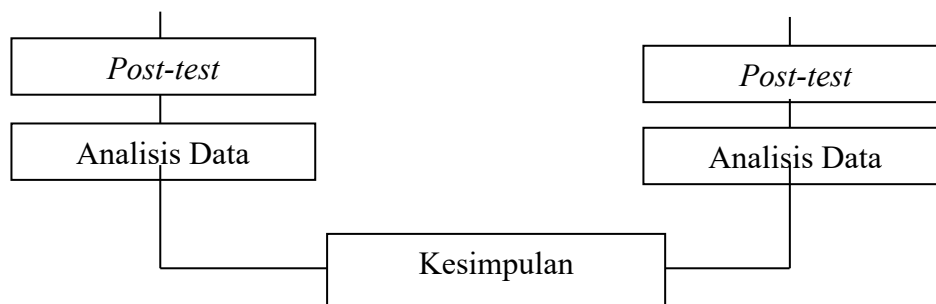 Post-test
Post-test
Analisis Data
Analisis Data
Kesimpulan